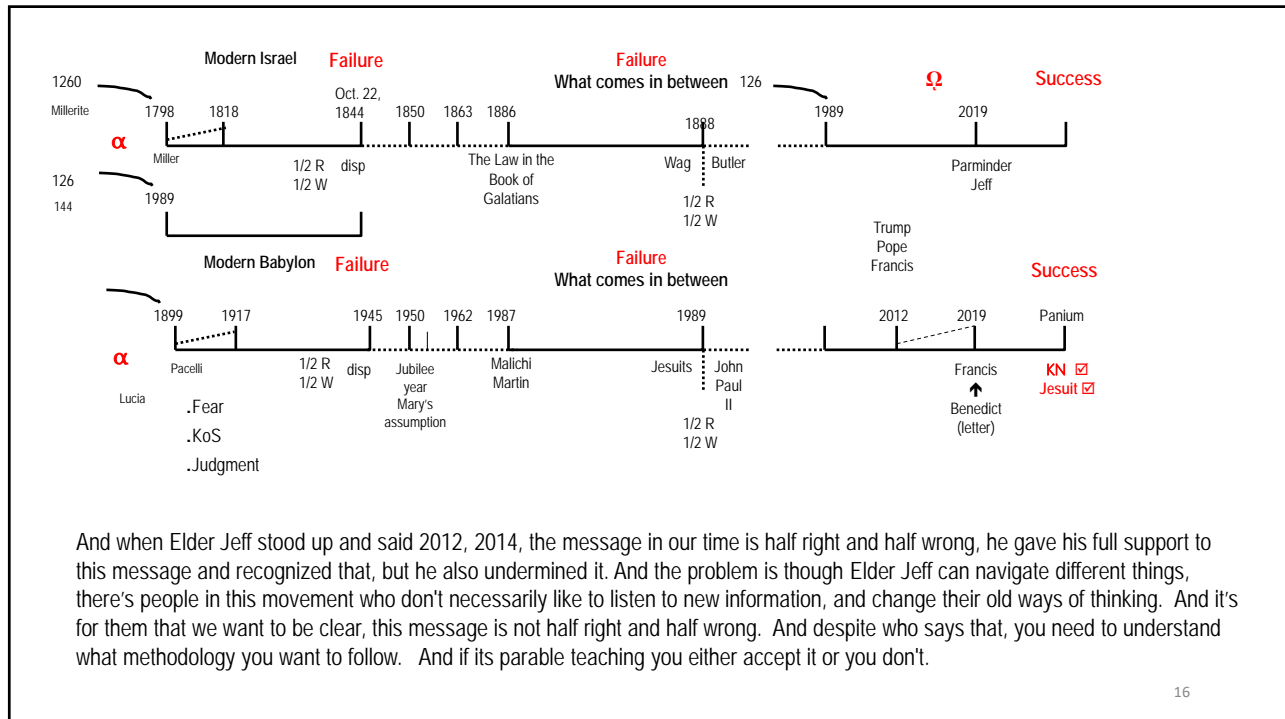 Modern Israel
Failure
Failure
What comes in between
Ω
Success
1260
Millerite
126
Oct. 22,
1798
1818
1844
1850
1863
1886
1888
1989
2019
α
Miller
1/2 R
1/2 W
disp
The Law in the
Book of
Galatians
Wag
Butler
1/2 R
1/2 W
Parminder
Jeff
126
144
1989
Trump
Pope
Francis
Modern Babylon
Failure
Failure
What comes in between
Success
1899
1917
1945
1950
1962
1987
1989
2012
2019
Panium
α
Pacelli
Lucia
1/2 R
1/2 W
disp
Jubilee
year
Mary's
assumption
Malichi
Martin
Jesuits
John
Paul
II
1/2 R
1/2 W
Francis
Benedict
(letter)
KN ☑
Jesuit ☑
.Fear
.KoS
.Judgment
And when Elder Jeff stood up and said 2012, 2014, the message in our time is half right and half wrong, he gave his full support to
this message and recognized that, but he also undermined it. And the problem is though Elder Jeff can navigate different things,
there's people in this movement who don't necessarily like to listen to new information, and change their old ways of thinking. And it's
for them that we want to be clear, this message is not half right and half wrong. And despite who says that, you need to understand
what methodology you want to follow. And if its parable teaching you either accept it or you don't.
16